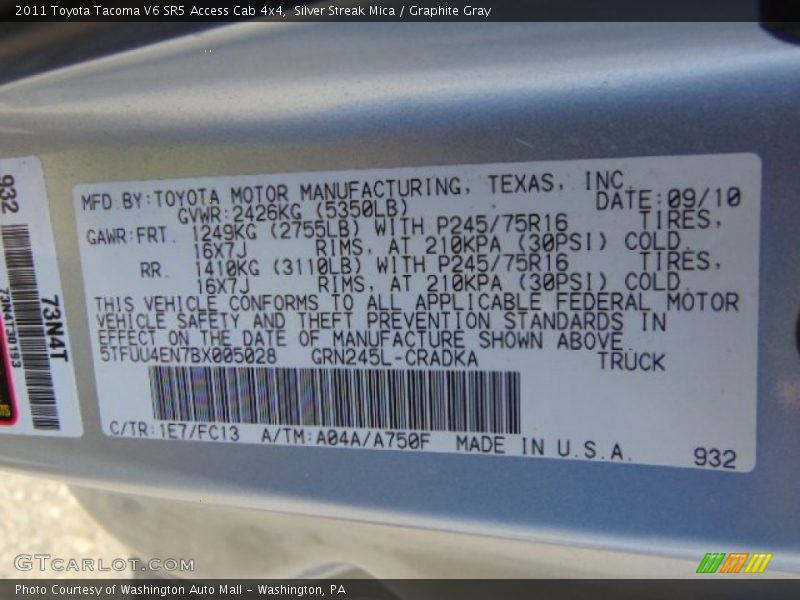 2011 Toyota Tacoma V6 SR5 Access Cab 4x4, Silver Streak Mica / Graphite Gray
MFD BY:TOYOTA MOTOR MANUFACTURING, TEXAS, INC.
GVWR:2426KG (5350LB) DATE:09/10
GAWR:FRT. 1249KG (2755LB) WITH P245/75R16 TIRES,
16X7J RIMS, AT 210KPA (30PSI) COLD.
RR. 1410KG (3110LB) WITH P245/75R16 TIRES,
16X7J RIMS, AT 210KPA (30PSI) COLD.
THIS VEHICLE CONFORMS TO ALL APPLICABLE FEDERAL MOTOR
VEHICLE SAFETY AND THEFT PREVENTION STANDARDS IN
EFFECT ON THE DATE OF MANUFACTURE SHOWN ABOVE.
5TFUU4EN7BX005028 GRN245L-CRADKA TRUCK
C/TR:1E7/FC13 A/TM:A04A/A750F MADE IN U.S.A.
932
932
73N4T
73N4T30193
GTCARLOT.COM
Photo Courtesy of Washington Auto Mall – Washington, PA